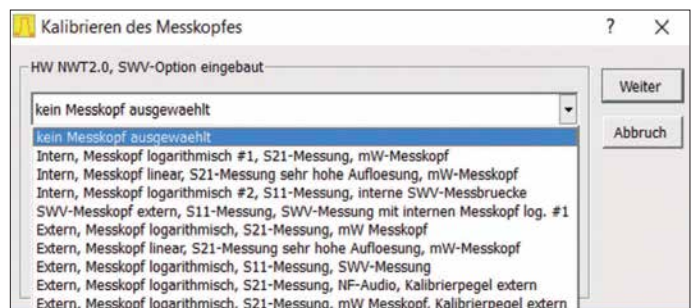 Kalibrieren des Messkopfes ? ×
HW NWT2.0, SWV-Option eingebaut
Weiter
kein Messkopf ausgewaehlt
Abbruch
kein Messkopf ausgewaehlt
Intern, Messkopf logarithmisch #1, S21-Messung, mW-Messkopf
Intern, Messkopf linear, S21-Messung sehr hohe Aufloesung, mW-Messkopf
Intern, Messkopf logarithmisch #2, S11-Messung, interne SWV-Messbruecke
SWV-Messkopf extern, S11-Messung, SWV-Messung mit internen Messkopf log. #1
Extern, Messkopf logarithmisch, S21-Messung, mW Messkopf
Extern, Messkopf linear, S21-Messung sehr hohe Aufloesung, mW-Messkopf
Extern, Messkopf logarithmisch, S11-Messung, SWV-Messung
Extern, Messkopf logarithmisch, S21-Messung, NF-Audio, Kalibrierpegel extern
Extern, Messkopf logarithmisch, S21-Messung, mW Messkopf, Kalibrierpegel extern